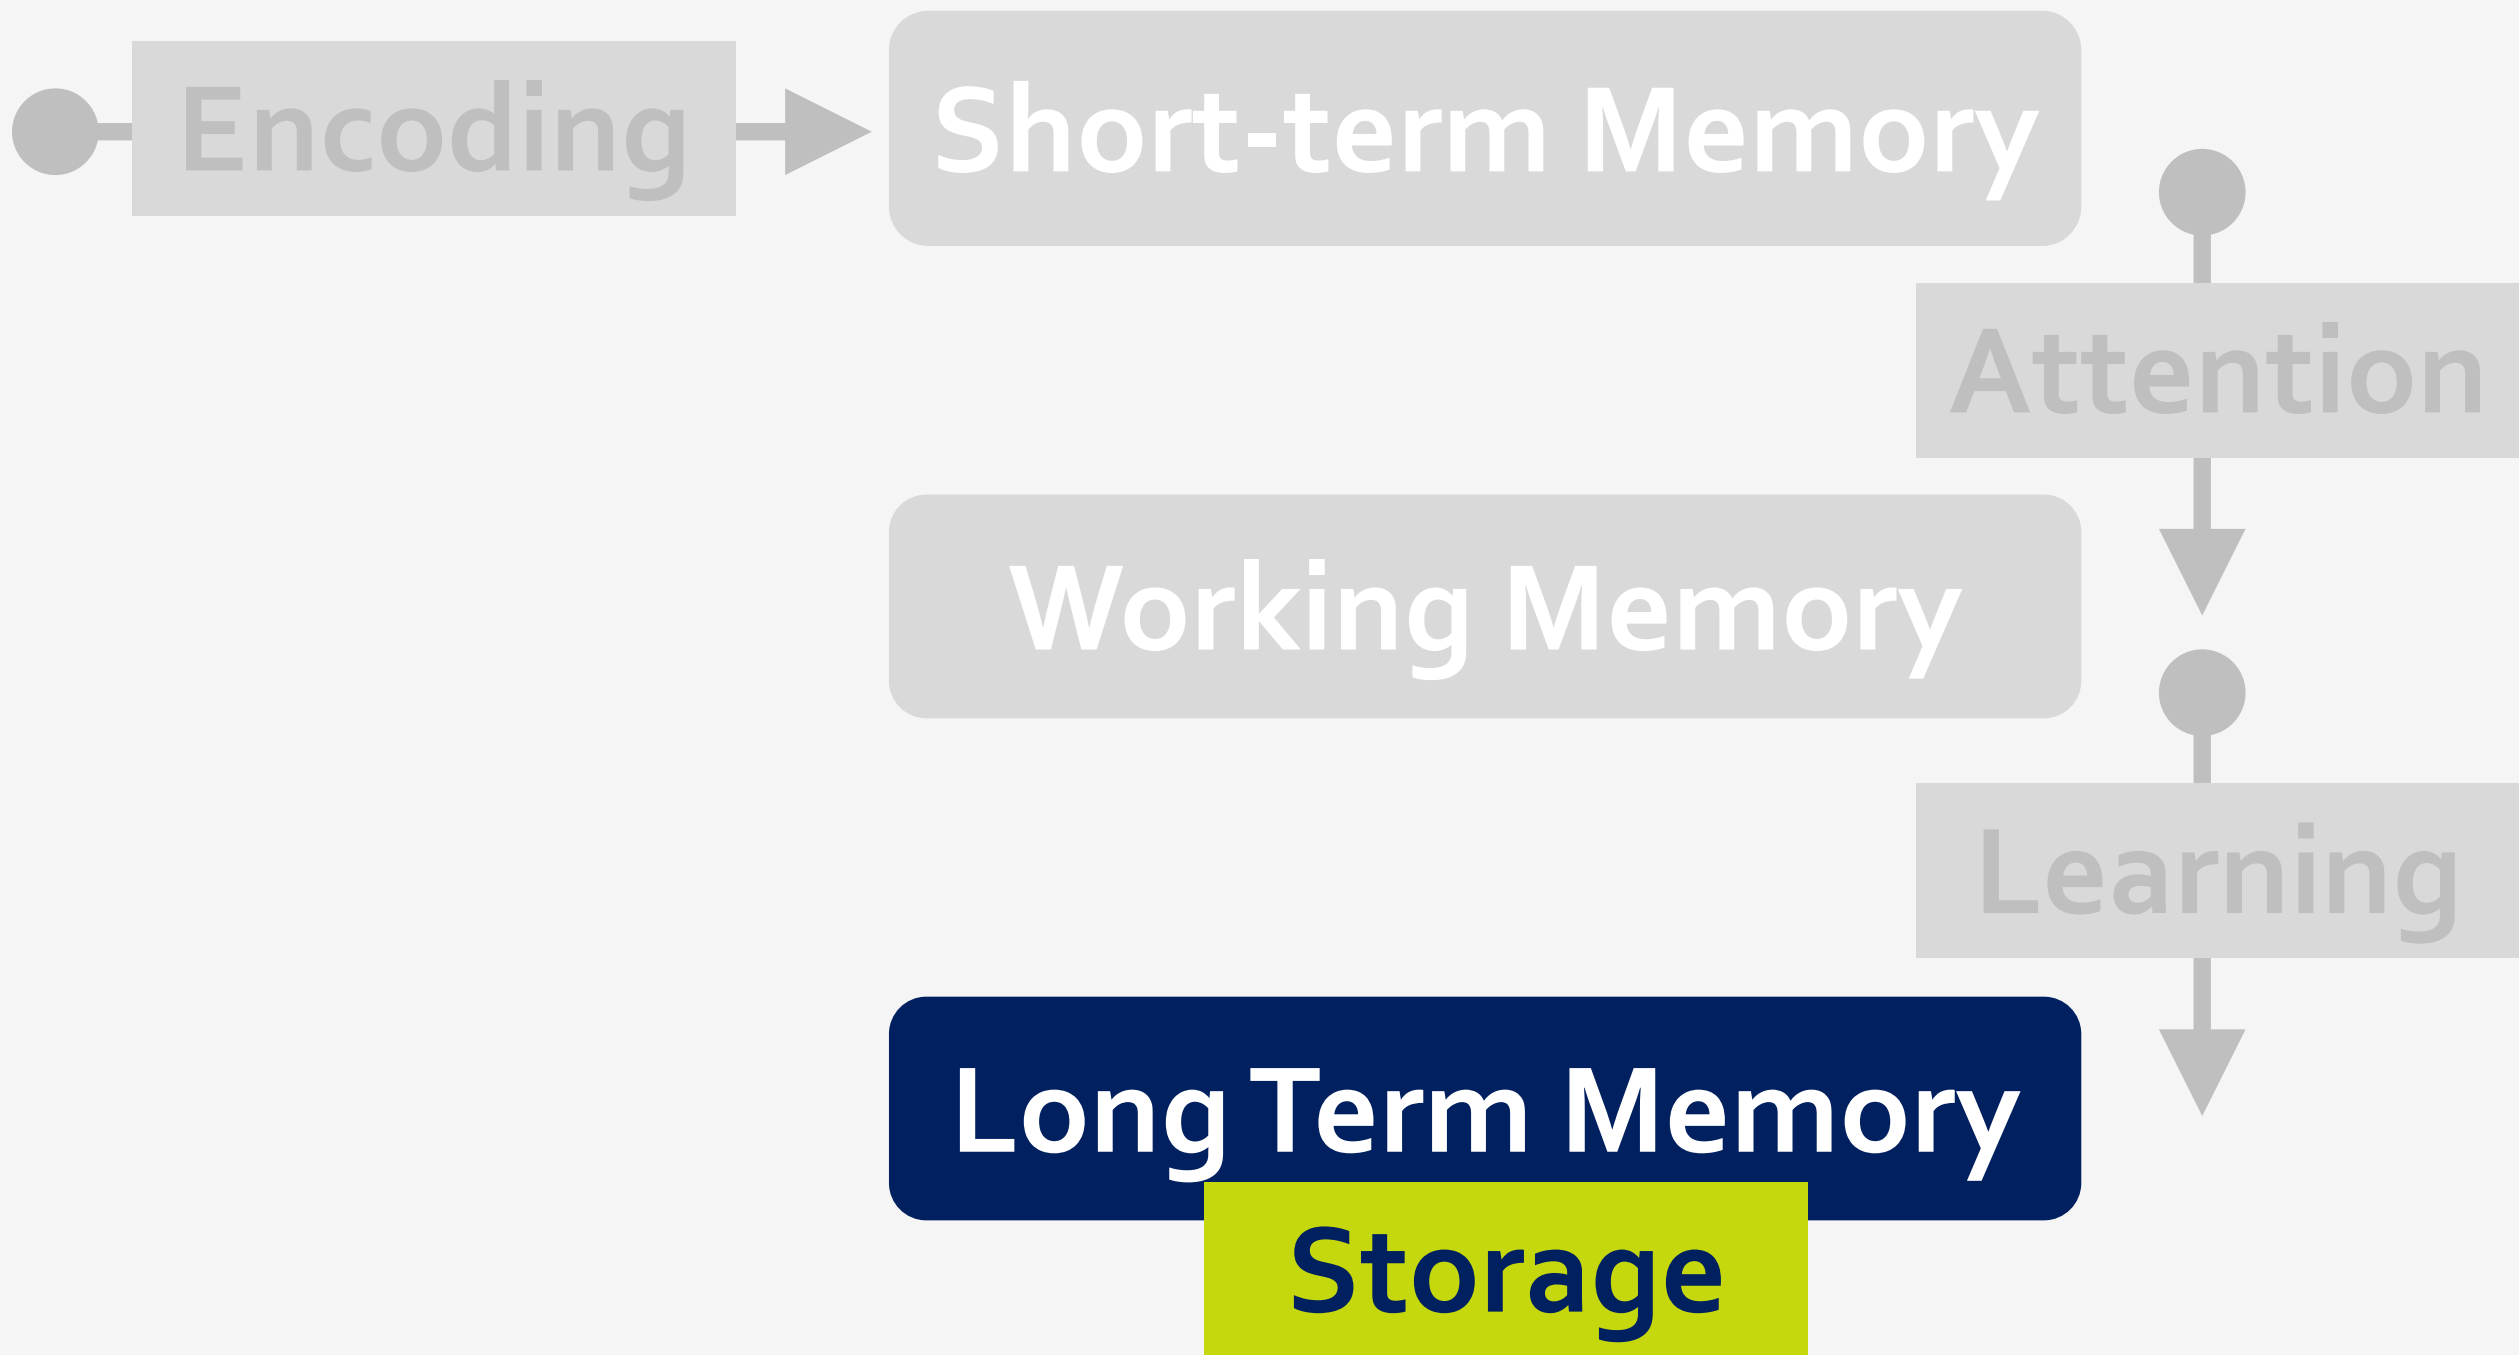 Encoding
Short-term Memory
Attention
Working Memory
Learning
Long Term Memory
Storage